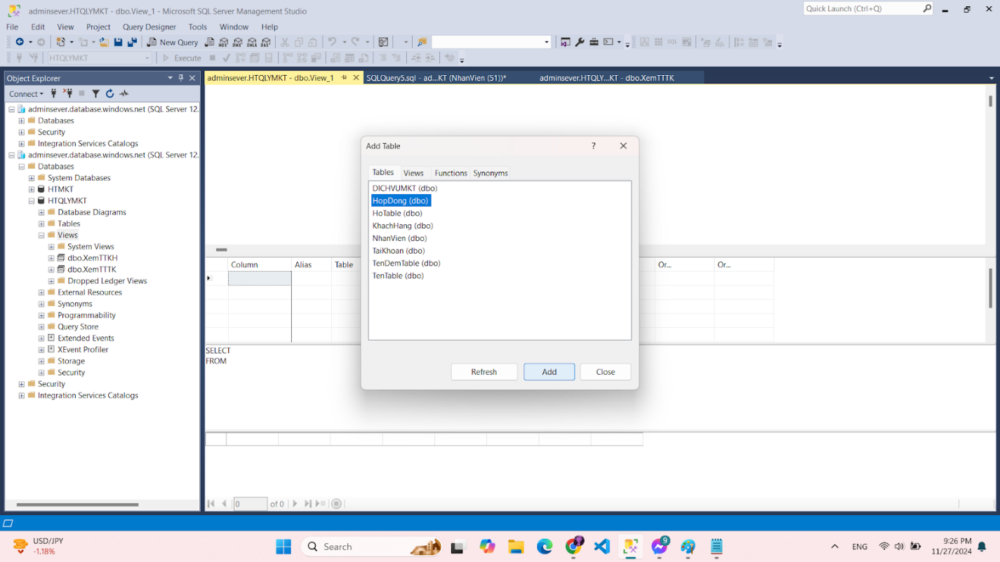 adminsever.HTQLYMKT - dbo.View_1 - Microsoft SQL Server Management Studio
Quick Launch (Ctrl+Q)
File Edit View Project Query Designer Tools Window Help
New Query
MDX DMX XMLA DAX
SQL
HTQLYMKT
Execute
Object Explorer
Connect
adminsever.database.windows.net (SQL Server 12.
Databases
Security
Integration Services Catalogs
adminsever.database.windows.net (SQL Server 12.
Databases
System Databases
HTMKT
HTQLYMKT
Database Diagrams
Tables
Views
System Views
dbo.XemTTKH
dbo.XemTTTK
Dropped Ledger Views
External Resources
Synonyms
Programmability
Query Store
Extended Events
XEvent Profiler
Storage
Security
Security
Integration Services Catalogs
adminsever.HTQLYMKT - dbo.View_1
SQLQuery5.sql - ad...KT (NhanVien (51))*
adminsever.HTQLY...KT - dbo.XemTTTK
Add Table
?
Tables Views Functions Synonyms
DICHVUMKT (dbo)
HopDong (dbo)
HoTable (dbo)
KhachHang (dbo)
NhanVien (dbo)
TaiKhoan (dbo)
TenDemTable (dbo)
TenTable (dbo)
Refresh Add Close
Column Alias Table Or... Or...
SELECT
FROM
0 of 0
USD/JPY
-1.18%
Search
9
ENG
9:26 PM
11/27/2024